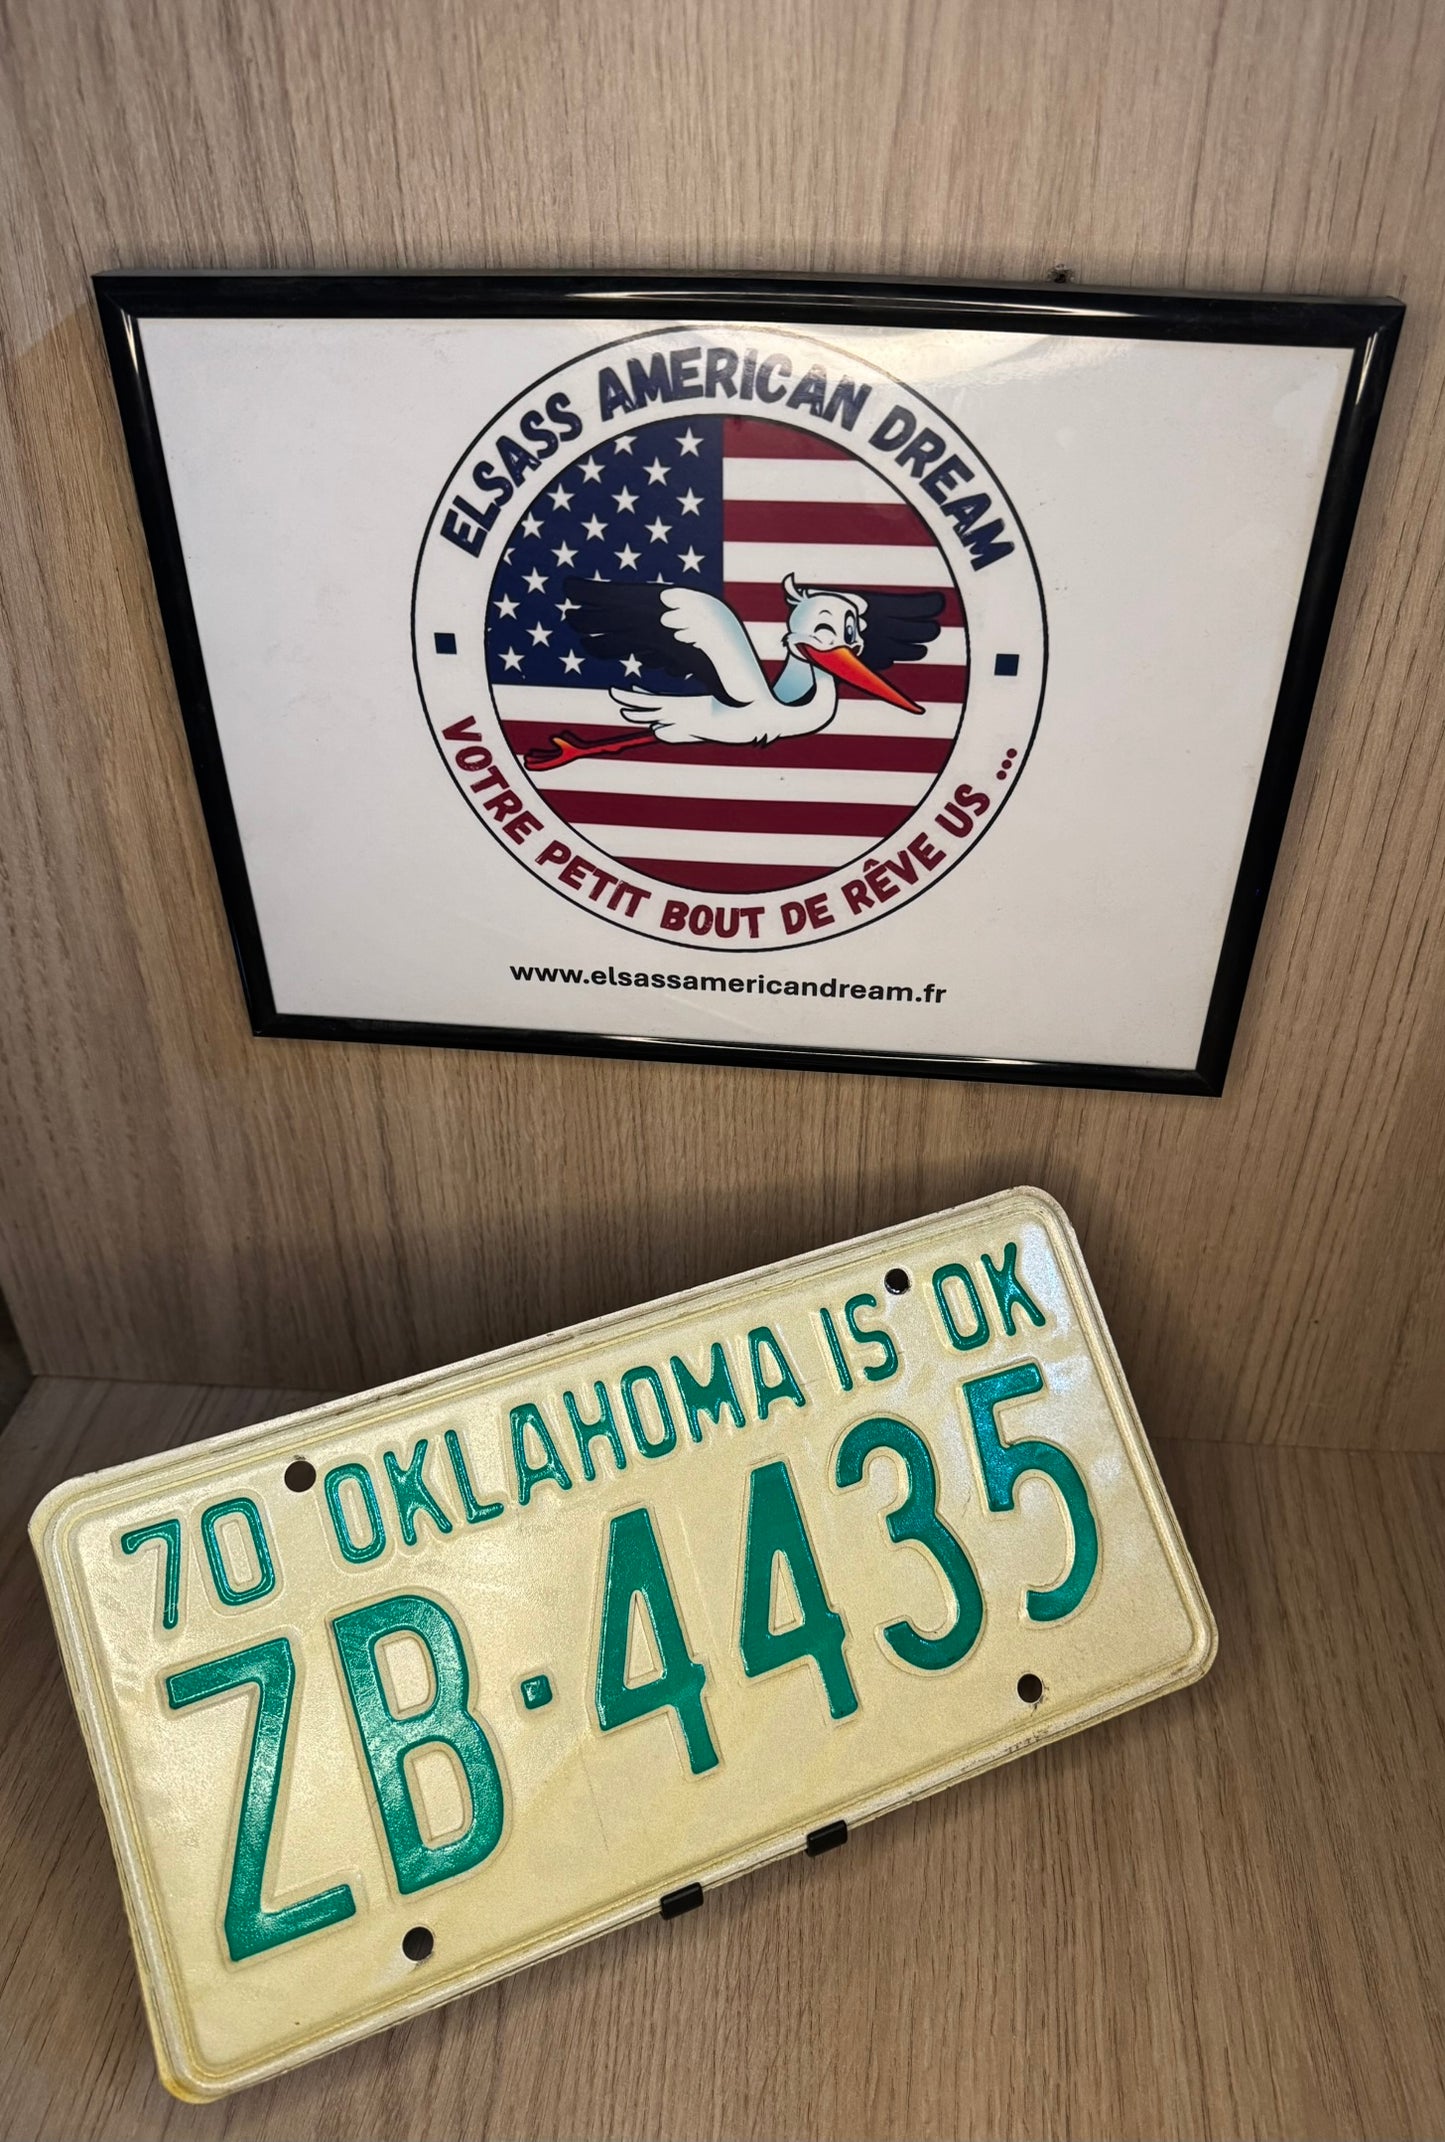 ELSASS AMERICAN DREAM
VOTRE PETIT BOUT DE RÊVE US ...
www.elsassamericandream.fr
70 OKLAHOMA IS OK
ZB·4435